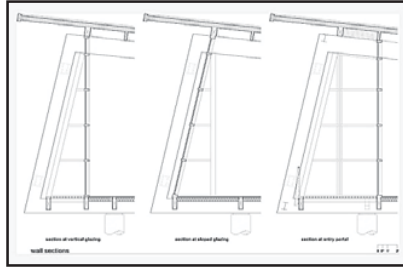 section at vertical glazing
section at sloped glazing
section at entry portal
wall sections